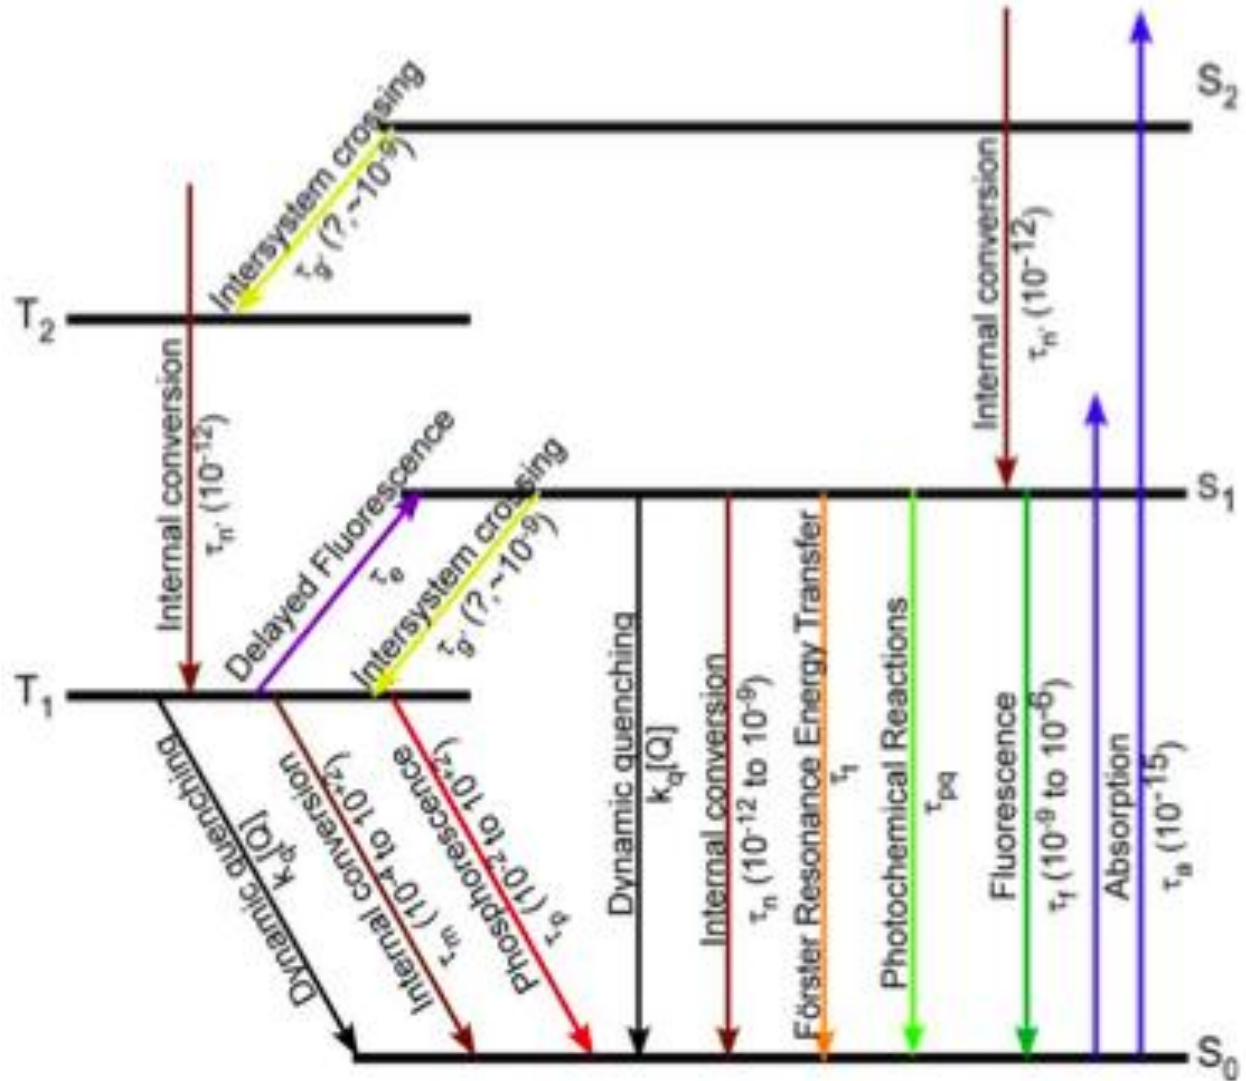 S2
Intersystem crossing
τg' (?,~10-9)
Internal conversion
τn' (10-12)
T2
Internal conversion
τn' (10-12)
S1
Delayed Fluorescence
τe
Intersystem crossing
τg' (?,~10-9)
T1
Dynamic quenching
kq[Q]
Internal conversion
τm (10-4 to 10+2)
Phosphorescence
τp (10-2 to 10+2)
Dynamic quenching
kq[Q]
Internal conversion
τn (10-12 to 10-9)
Förster Resonance Energy Transfer
Photochemical Reactions
τpq
Fluorescence
τf (10-9 to 10-6)
Absorption
τa (10-15)
S0